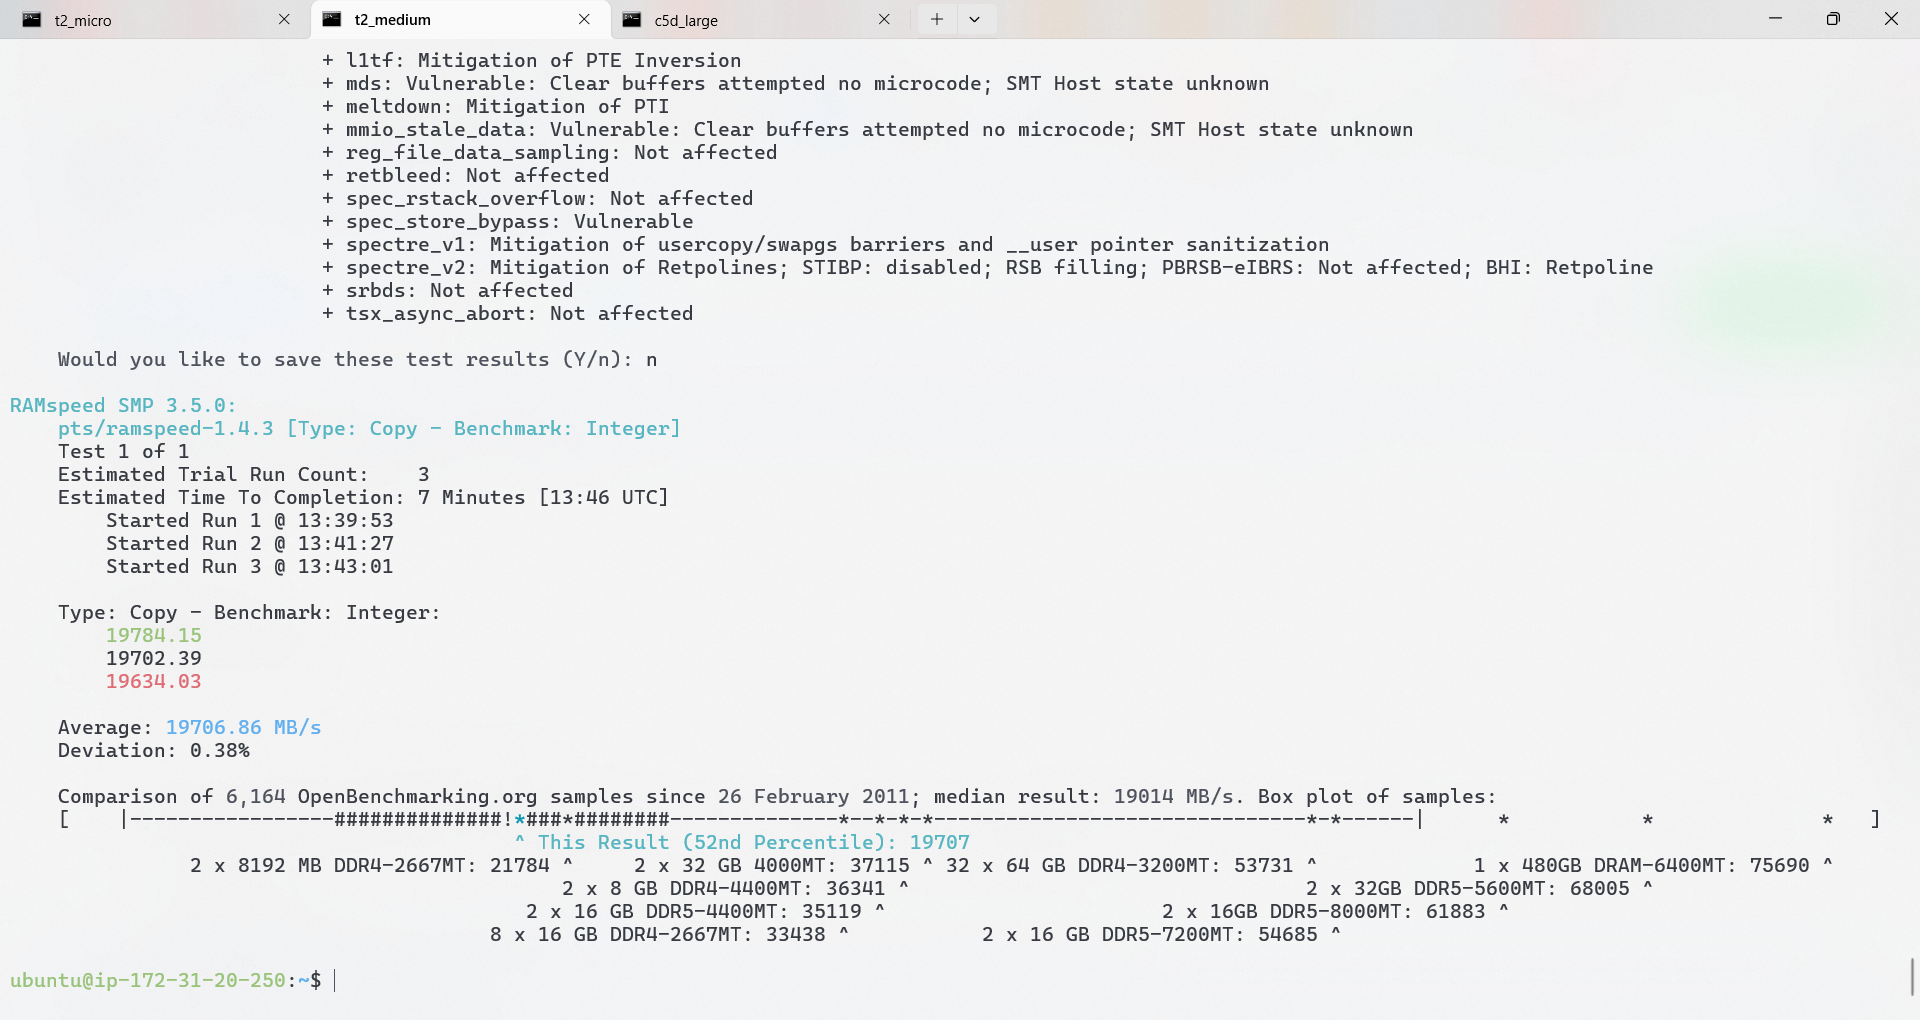 t2_micro t2_medium c5d_large
+ l1tf: Mitigation of PTE Inversion
+ mds: Vulnerable: Clear buffers attempted no microcode; SMT Host state unknown
+ meltdown: Mitigation of PTI
+ mmio_stale_data: Vulnerable: Clear buffers attempted no microcode; SMT Host state unknown
+ reg_file_data_sampling: Not affected
+ retbleed: Not affected
+ spec_rstack_overflow: Not affected
+ spec_store_bypass: Vulnerable
+ spectre_v1: Mitigation of usercopy/swapgs barriers and __user pointer sanitization
+ spectre_v2: Mitigation of Retpolines; STIBP: disabled; RSB filling; PBRSB-eIBRS: Not affected; BHI: Retpoline
+ srbds: Not affected
+ tsx_async_abort: Not affected
Would you like to save these test results (Y/n): n
RAMspeed SMP 3.5.0:
pts/ramspeed-1.4.3 [Type: Copy - Benchmark: Integer]
Test 1 of 1
Estimated Trial Run Count: 3
Estimated Time To Completion: 7 Minutes [13:46 UTC]
Started Run 1 @ 13:39:53
Started Run 2 @ 13:41:27
Started Run 3 @ 13:43:01
Type: Copy - Benchmark: Integer:
19784.15
19702.39
19634.03
Average: 19706.86 MB/s
Deviation: 0.38%
Comparison of 6,164 OpenBenchmarking.org samples since 26 February 2011; median result: 19014 MB/s. Box plot of samples:
[    |-----------------##############!*###*########--------------*--*-*-*-------------------------------*-*------|      *           *              *   ]
^ This Result (52nd Percentile): 19707
2 x 8192 MB DDR4-2667MT: 21784 ^     2 x 32 GB 4000MT: 37115 ^ 32 x 64 GB DDR4-3200MT: 53731 ^             1 x 480GB DRAM-6400MT: 75690 ^
2 x 8 GB DDR4-4400MT: 36341 ^                                 2 x 32GB DDR5-5600MT: 68005 ^
2 x 16 GB DDR5-4400MT: 35119 ^                       2 x 16GB DDR5-8000MT: 61883 ^
8 x 16 GB DDR4-2667MT: 33438 ^           2 x 16 GB DDR5-7200MT: 54685 ^
ubuntu@ip-172-31-20-250:~$